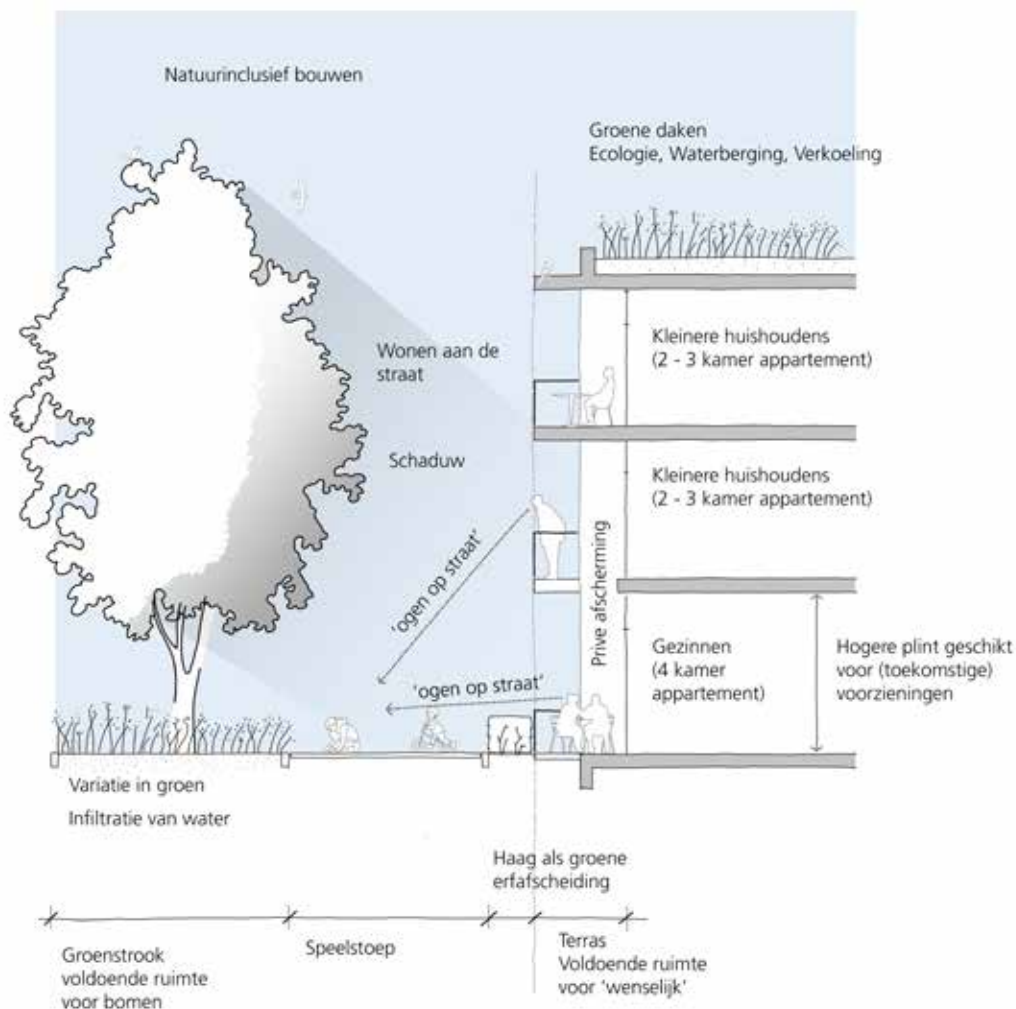 Natuurinclusief bouwen
Groene daken
Ecologie, Waterberging, Verkoeling
Wonen aan de
straat
Kleinere huishoudens
(2 - 3 kamer appartement)
Schaduw
Kleinere huishoudens
(2 - 3 kamer appartement)
'ogen op straat'
Prive afscherming
'ogen op straat'
Gezinnen
(4 kamer
appartement)
Hogere plint geschikt
voor (toekomstige)
voorzieningen
Variatie in groen
Infiltratie van water
Haag als groene
erfafscheiding
Groenstrook
voldoende ruimte
voor bomen
Speelstoep
Terras
Voldoende ruimte
voor 'wenselijk'